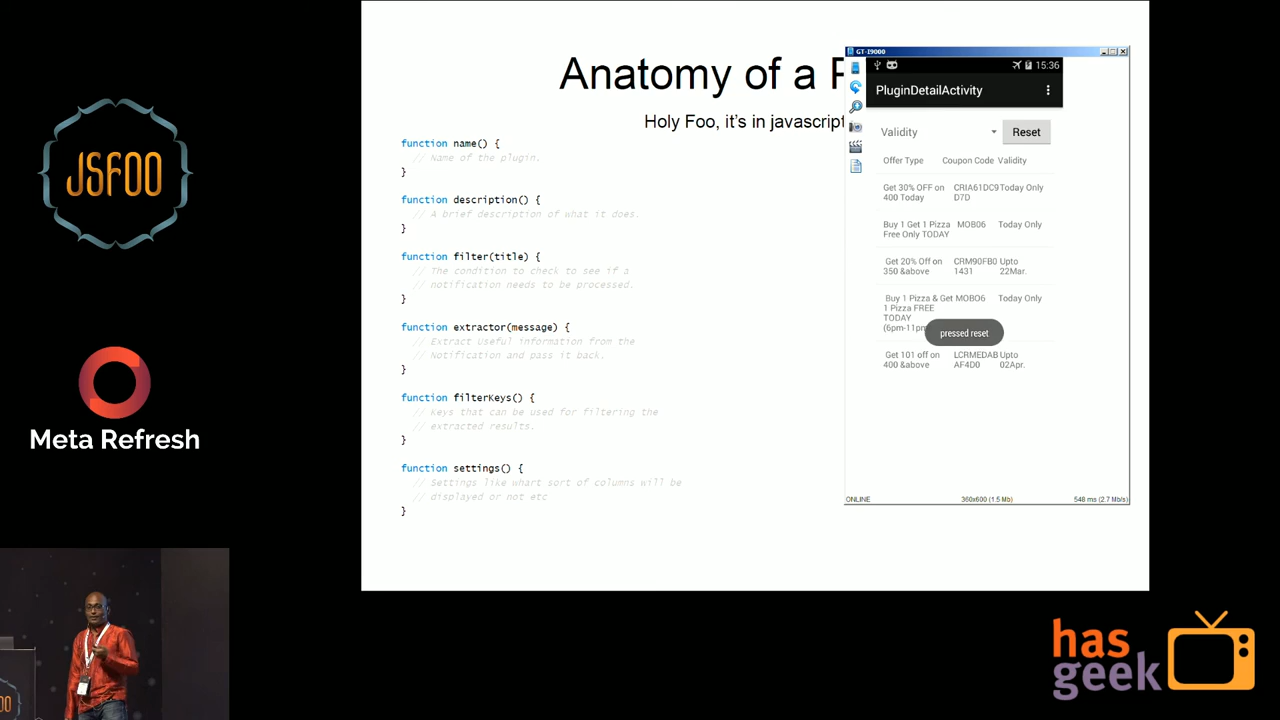 JSFOO
Meta Refresh
Anatomy of a P
Holy Foo, it's in javascript
function name() {
// Name of the plugin.
}
function description() {
// A brief description of what it does.
}
function filter(title) {
// The condition to check to see if a
// notification needs to be processed.
}
function extractor(message) {
// Extract Useful information from the
// Notification and pass it back.
}
function filterKeys() {
// Keys that can be used for filtering the
// extracted results.
}
function settings() {
// Settings like whart sort of columns will be
// displayed or not etc
}
GT-I9000
15:36
PluginDetailActivity
Validity
Reset
Offer Type Coupon Code Validity
Get 30% OFF on CRIA61DC9 Today Only
400 Today D7D
Buy 1 Get 1 Pizza MOB06 Today Only
Free Only TODAY
Get 20% Off on CRM90FB0 Upto
350 &above 1431 22Mar.
Buy 1 Pizza & Get MOBO6 Today Only
1 Pizza FREE
TODAY
(6pm-11pm
pressed reset
Get 101 off on LCRMEDAB Upto
400 &above AF4D0 02Apr.
ONLINE 360x600 (1.5 Mb) 548 ms (2.7 Mb/s)
has
geek